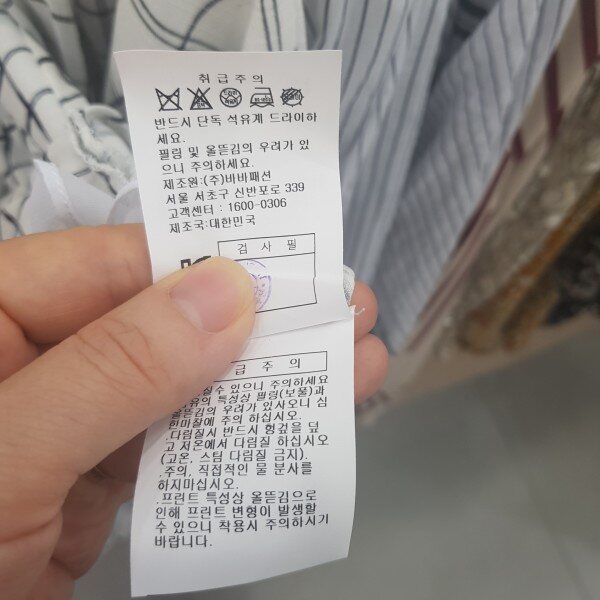 취급주의
반드시 단독 석유계 드라이하
세요.
필링 및 올뜯김의 우려가 있
으니 주의하세요.
제조원:(주)바바패션
서울 서초구 신반포로 339
고객센터 : 1600-0306
제조국:대한민국
검 사 필
급 주 의
수 있으니 주의하세요
의 특성상 필링(보풀)과
올뜯김의 우려가 있사오니 심
한마찰에 주의 하십시오.
.다림질시 반드시 헝겊을 덮
고 저온에서 다림질 하십시오
(고온, 스팀 다림질 금지).
.주의, 직접적인 물 분사를
하지마십시오.
.프린트 특성상 올뜯김으로
인해 프린트 변형이 발생할
수 있으니 착용시 주의하시기
바랍니다.